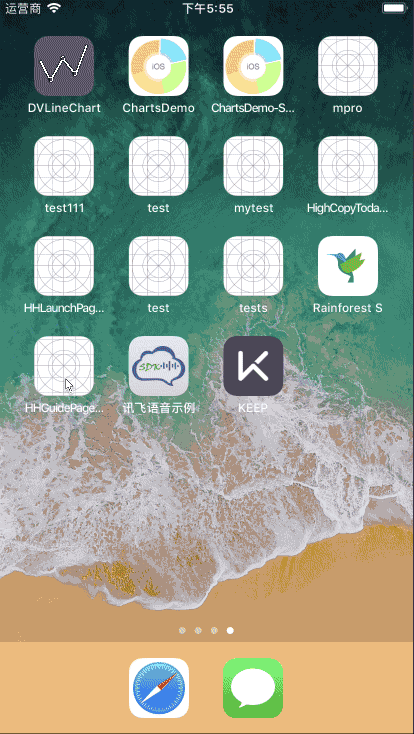 运营商 下午5:55
iOS iOS
DVLineChart ChartsDemo ChartsDemo-S... mpro
test111 test mytest HighCopyToda...
HHLaunchPag... test tests Rainforest S
SDK
HHGuidePage... 讯飞语音示例 KEEP